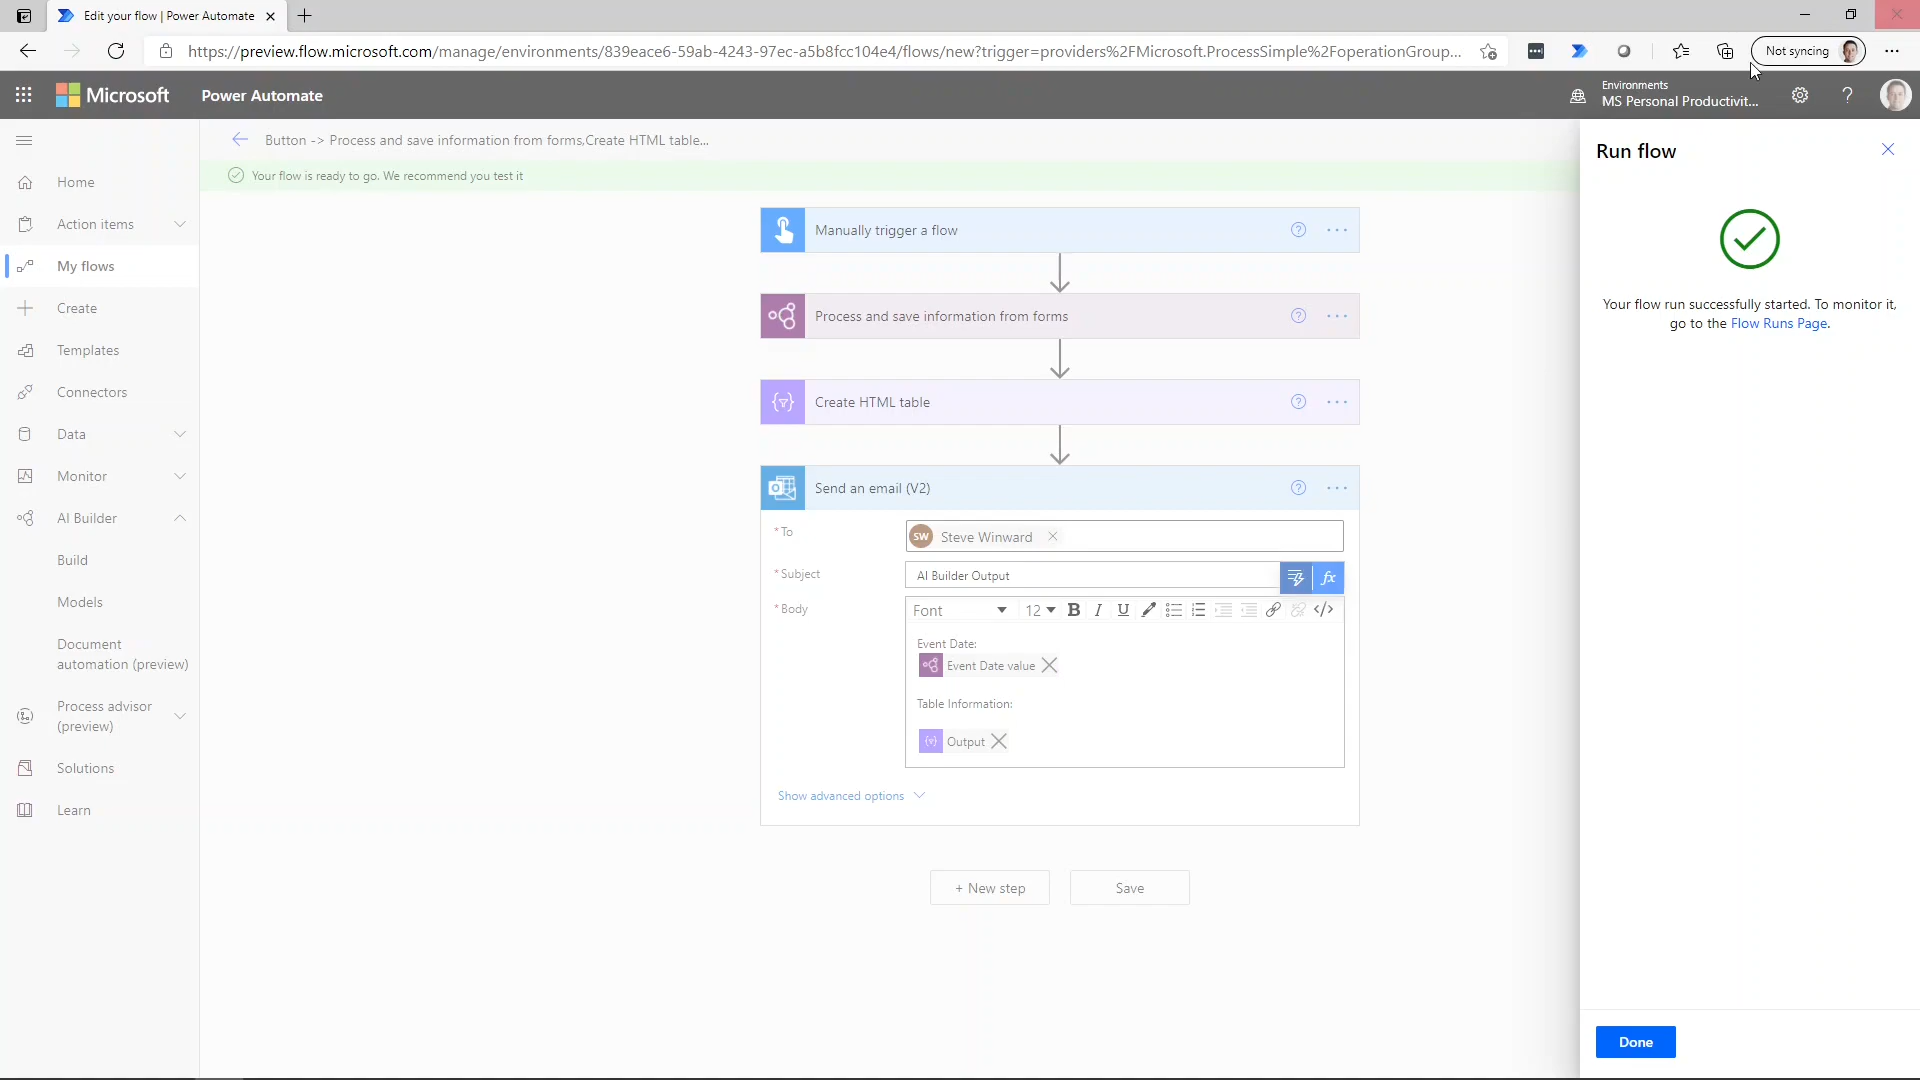 Edit your flow | Power Automate
https://preview.flow.microsoft.com/manage/environments/839eace6-59ab-4243-97ec-a5b8fcc104e4/flows/new?trigger=providers%2FMicrosoft.ProcessSimple%2FoperationGroup...
Not syncing
Microsoft
Power Automate
Environments
MS Personal Productivit...
?
Home
Action items
My flows
Create
Templates
Connectors
Data
Monitor
AI Builder
Build
Models
Document
automation (preview)
Process advisor
(preview)
Solutions
Learn
Button -> Process and save information from forms,Create HTML table...
Your flow is ready to go. We recommend you test it
Manually trigger a flow
Process and save information from forms
Create HTML table
Send an email (V2)
* To
SW Steve Winward
* Subject
AI Builder Output
fx
* Body
Font 12 B I U </>
Event Date:
Event Date value
Table Information:
Output
Show advanced options
+ New step
Save
Run flow
Your flow run successfully started. To monitor it,
go to the Flow Runs Page.
Done